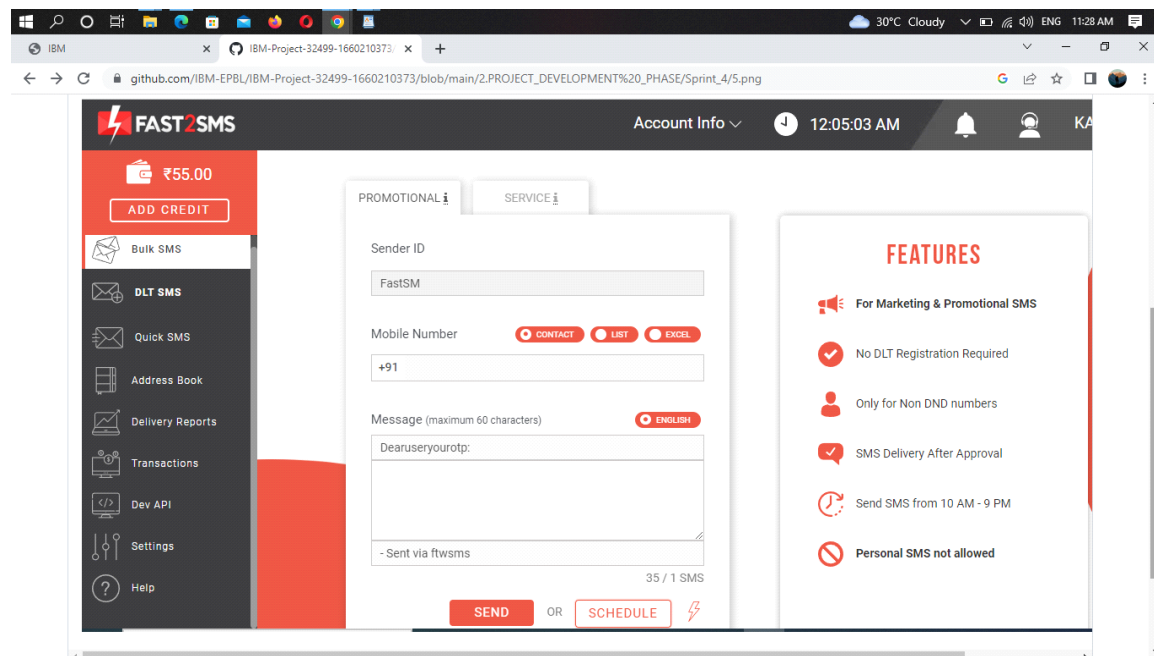 30°C Cloudy ENG 11:28 AM
IBM
IBM-Project-32499-1660210373/
github.com/IBM-EPBL/IBM-Project-32499-1660210373/blob/main/2.PROJECT_DEVELOPMENT%20_PHASE/Sprint_4/5.png
FAST2SMS
Account Info
12:05:03 AM
KA
₹55.00
ADD CREDIT
Bulk SMS
DLT SMS
Quick SMS
Address Book
Delivery Reports
Transactions
Dev API
Settings
Help
PROMOTIONAL i
SERVICE i
Sender ID
FastSM
Mobile Number
CONTACT LIST EXCEL
+91
Message (maximum 60 characters)
ENGLISH
Dearuseryourotp:
- Sent via ftwsms
35 / 1 SMS
SEND OR SCHEDULE
FEATURES
For Marketing & Promotional SMS
No DLT Registration Required
Only for Non DND numbers
SMS Delivery After Approval
Send SMS from 10 AM - 9 PM
Personal SMS not allowed